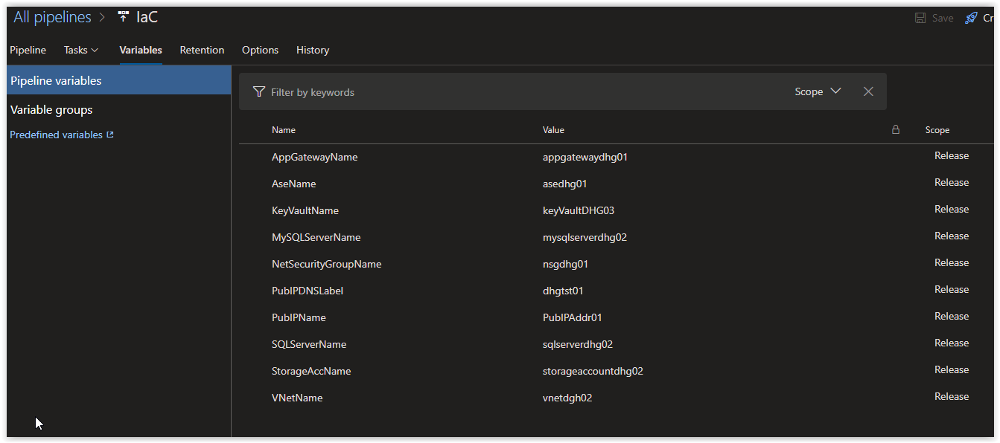 All pipelines > IaC
Save Cr
Pipeline Tasks Variables Retention Options History
Pipeline variables
Variable groups
Predefined variables
Filter by keywords Scope
Name Value Scope
AppGatewayName appgatewaydhg01 Release
AseName asedhg01 Release
KeyVaultName keyVaultDHG03 Release
MySQLServerName mysqlserverdhg02 Release
NetSecurityGroupName nsgdhg01 Release
PubIPDNSLabel dhgtst01 Release
PubIPName PubIPAddr01 Release
SQLServerName sqlserverdhg02 Release
StorageAccName storageaccountdhg02 Release
VNetName vnetdgh02 Release